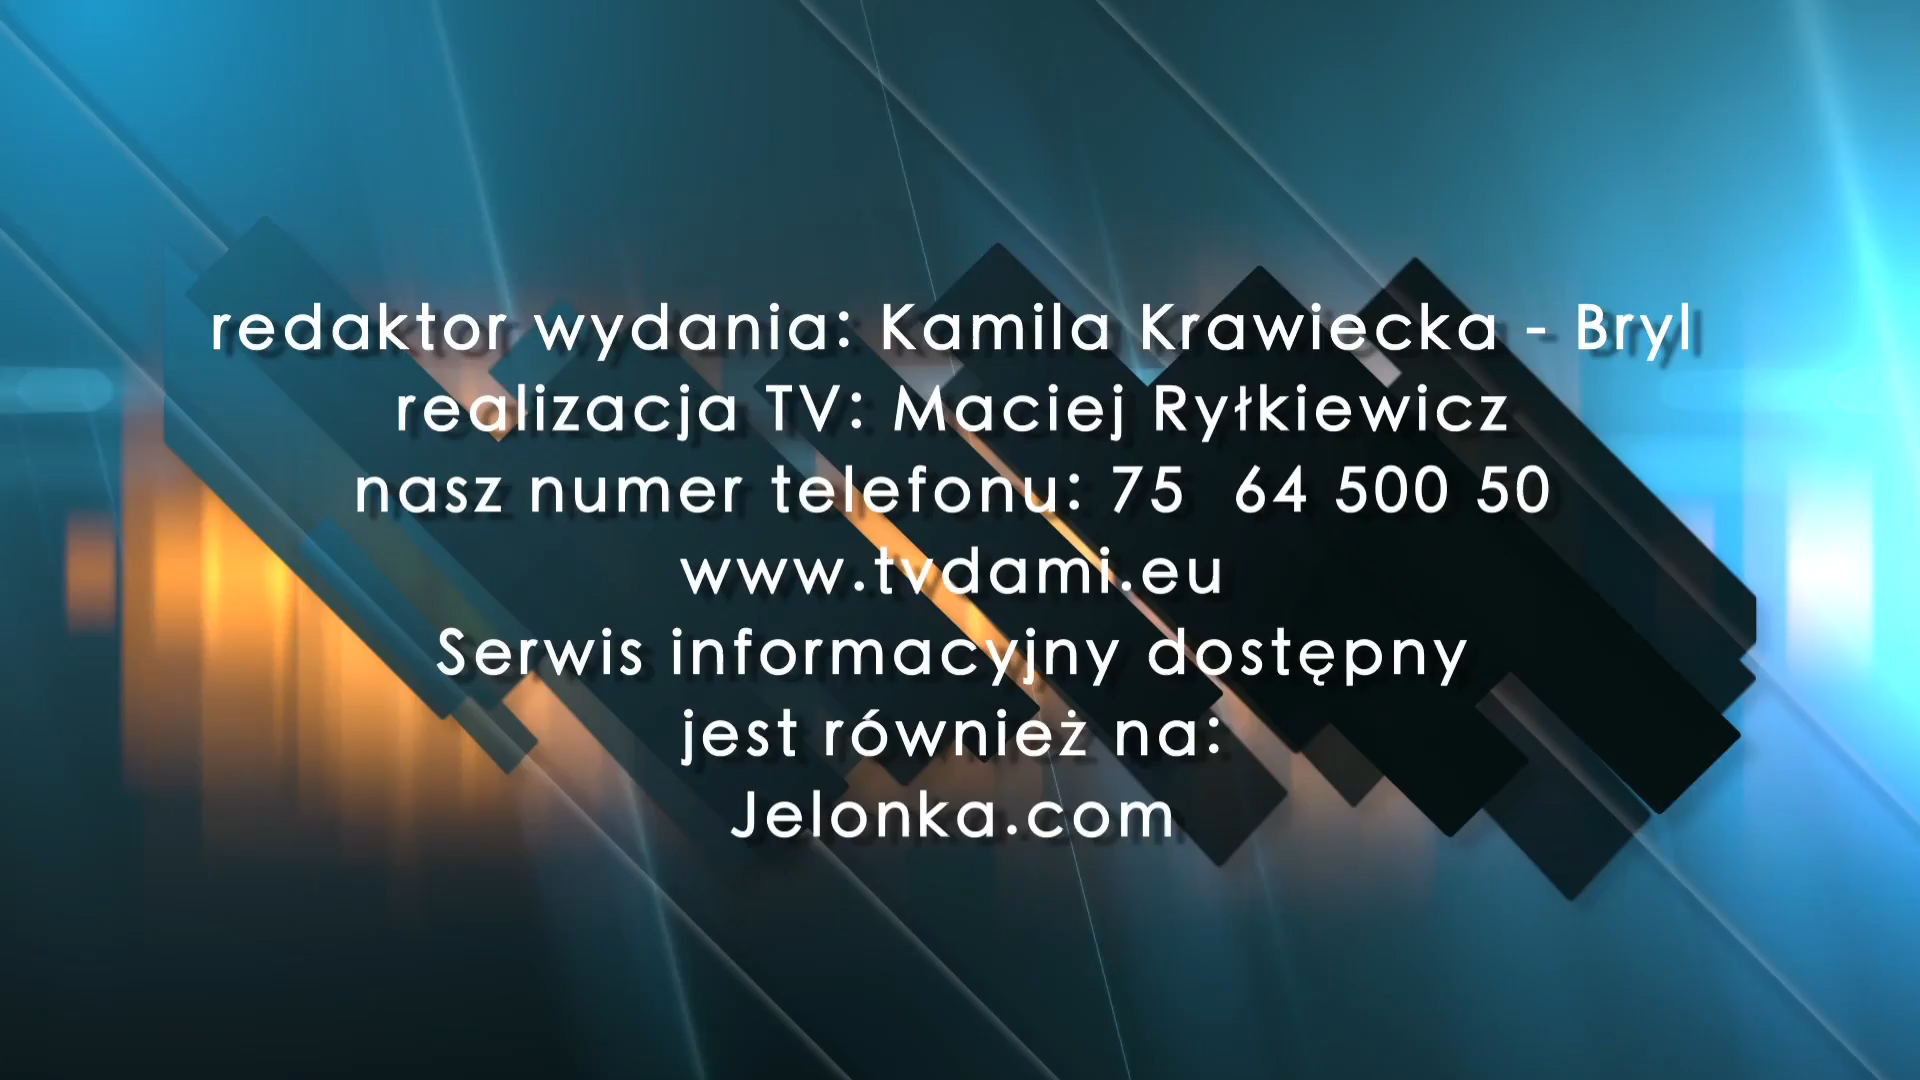 redaktor wydania: Kamila Krawiecka - Bryl
realizacja TV: Maciej Ryłkiewicz
nasz numer telefonu: 75  64 500 50
www.tvdami.eu
Serwis informacyjny dostępny
jest również na:
Jelonka.com